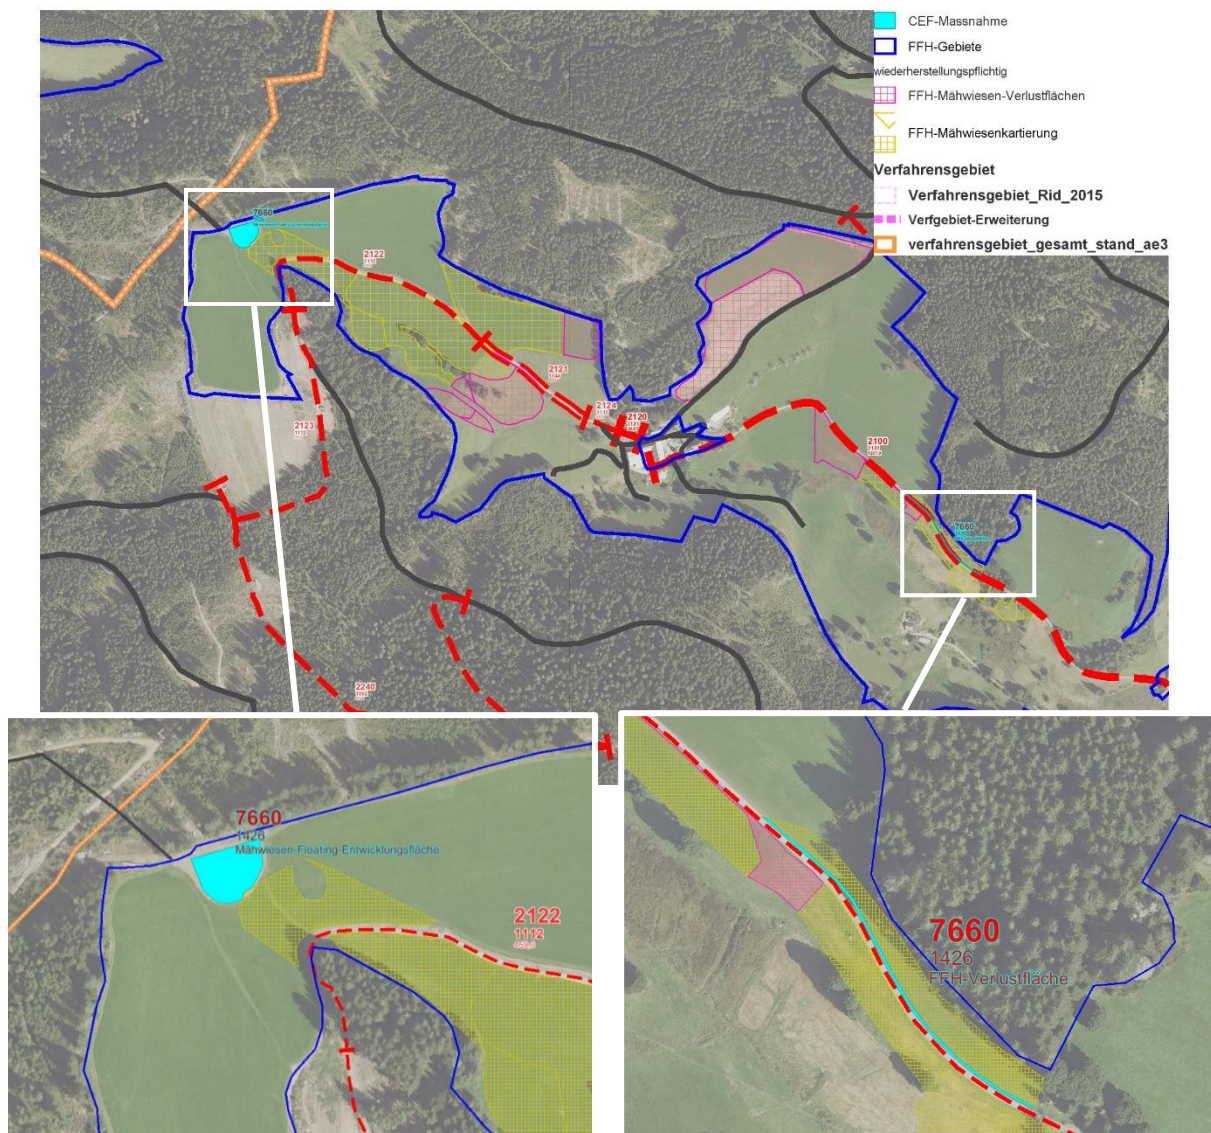 CEF-Massnahme
FFH-Gebiete
wiederherstellungspflichtig
FFH-Mähwiesen-Verlustflächen
FFH-Mähwiesenkartierung
Verfahrensgebiet
Verfahrensgebiet_Rid_2015
Verfgebiet-Erweiterung
verfahrensgebiet_gesamt_stand_ae3
7660
2122
1112
2121
2124
2120
2123
2100
7660
2240
7660
1426
Mähwiesen-Floating-Entwicklungsfläche
2122
1112
7660
1426
FFH-Verlustfläche